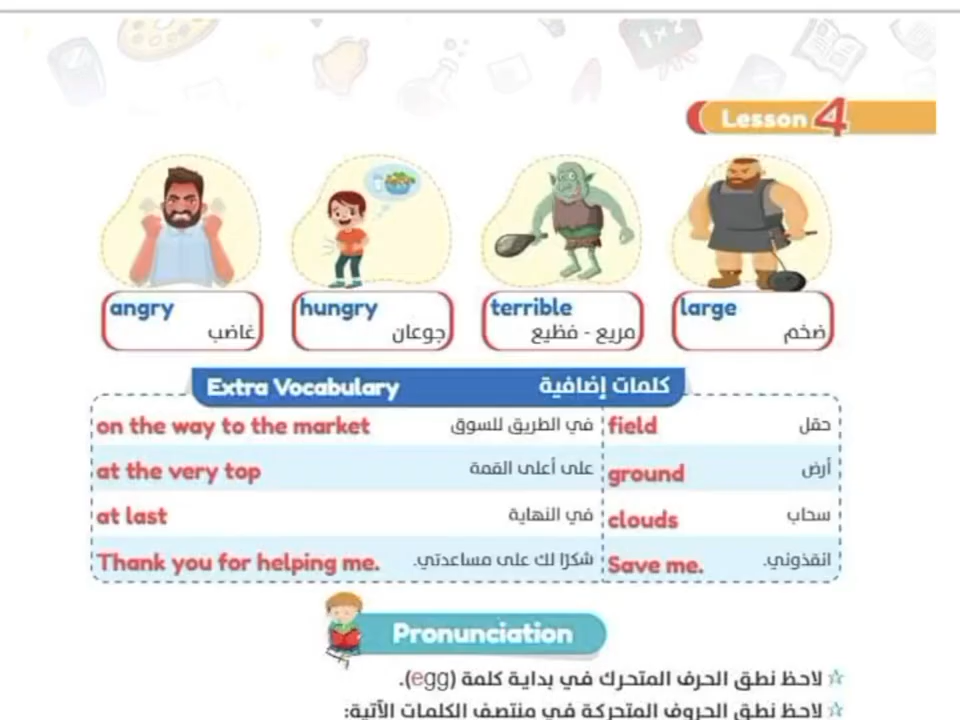 Lesson 4
angry
غاضب
hungry
جوعان
terrible
مريع - فظيع
large
ضخم
Extra Vocabulary كلمات إضافية
on the way to the market في الطريق للسوق
field حقل
at the very top على أعلى القمة
ground أرض
at last في النهاية
clouds سحاب
Thank you for helping me. شكرًا لك على مساعدتي.
Save me. انقذوني.
Pronunciation
☆ لاحظ نطق الحرف المتحرك في بداية كلمة (egg).
☆ لاحظ نطق الحروف المتحركة في منتصف الكلمات الآتية: